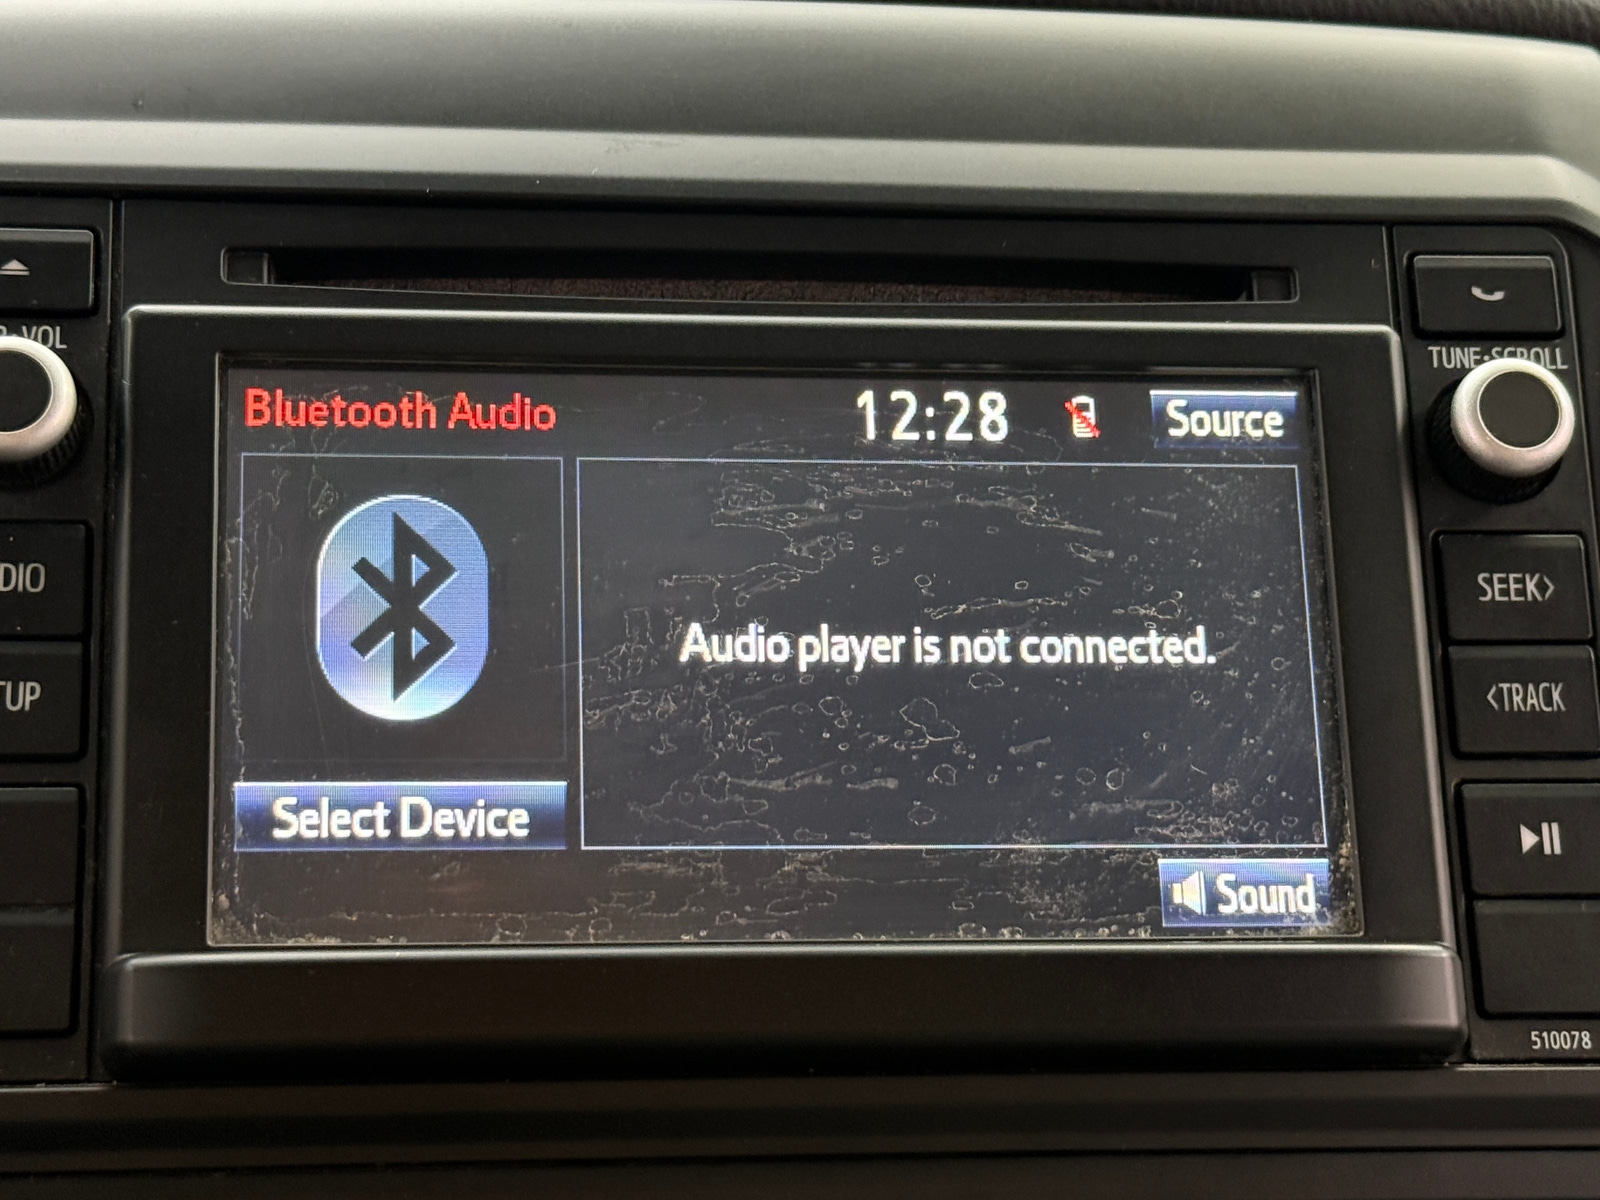 VOL
TUNE•SCROLL
Bluetooth Audio
12:28
Source
DIO
SEEK>
Audio player is not connected.
TUP
<TRACK
Select Device
Sound
510078